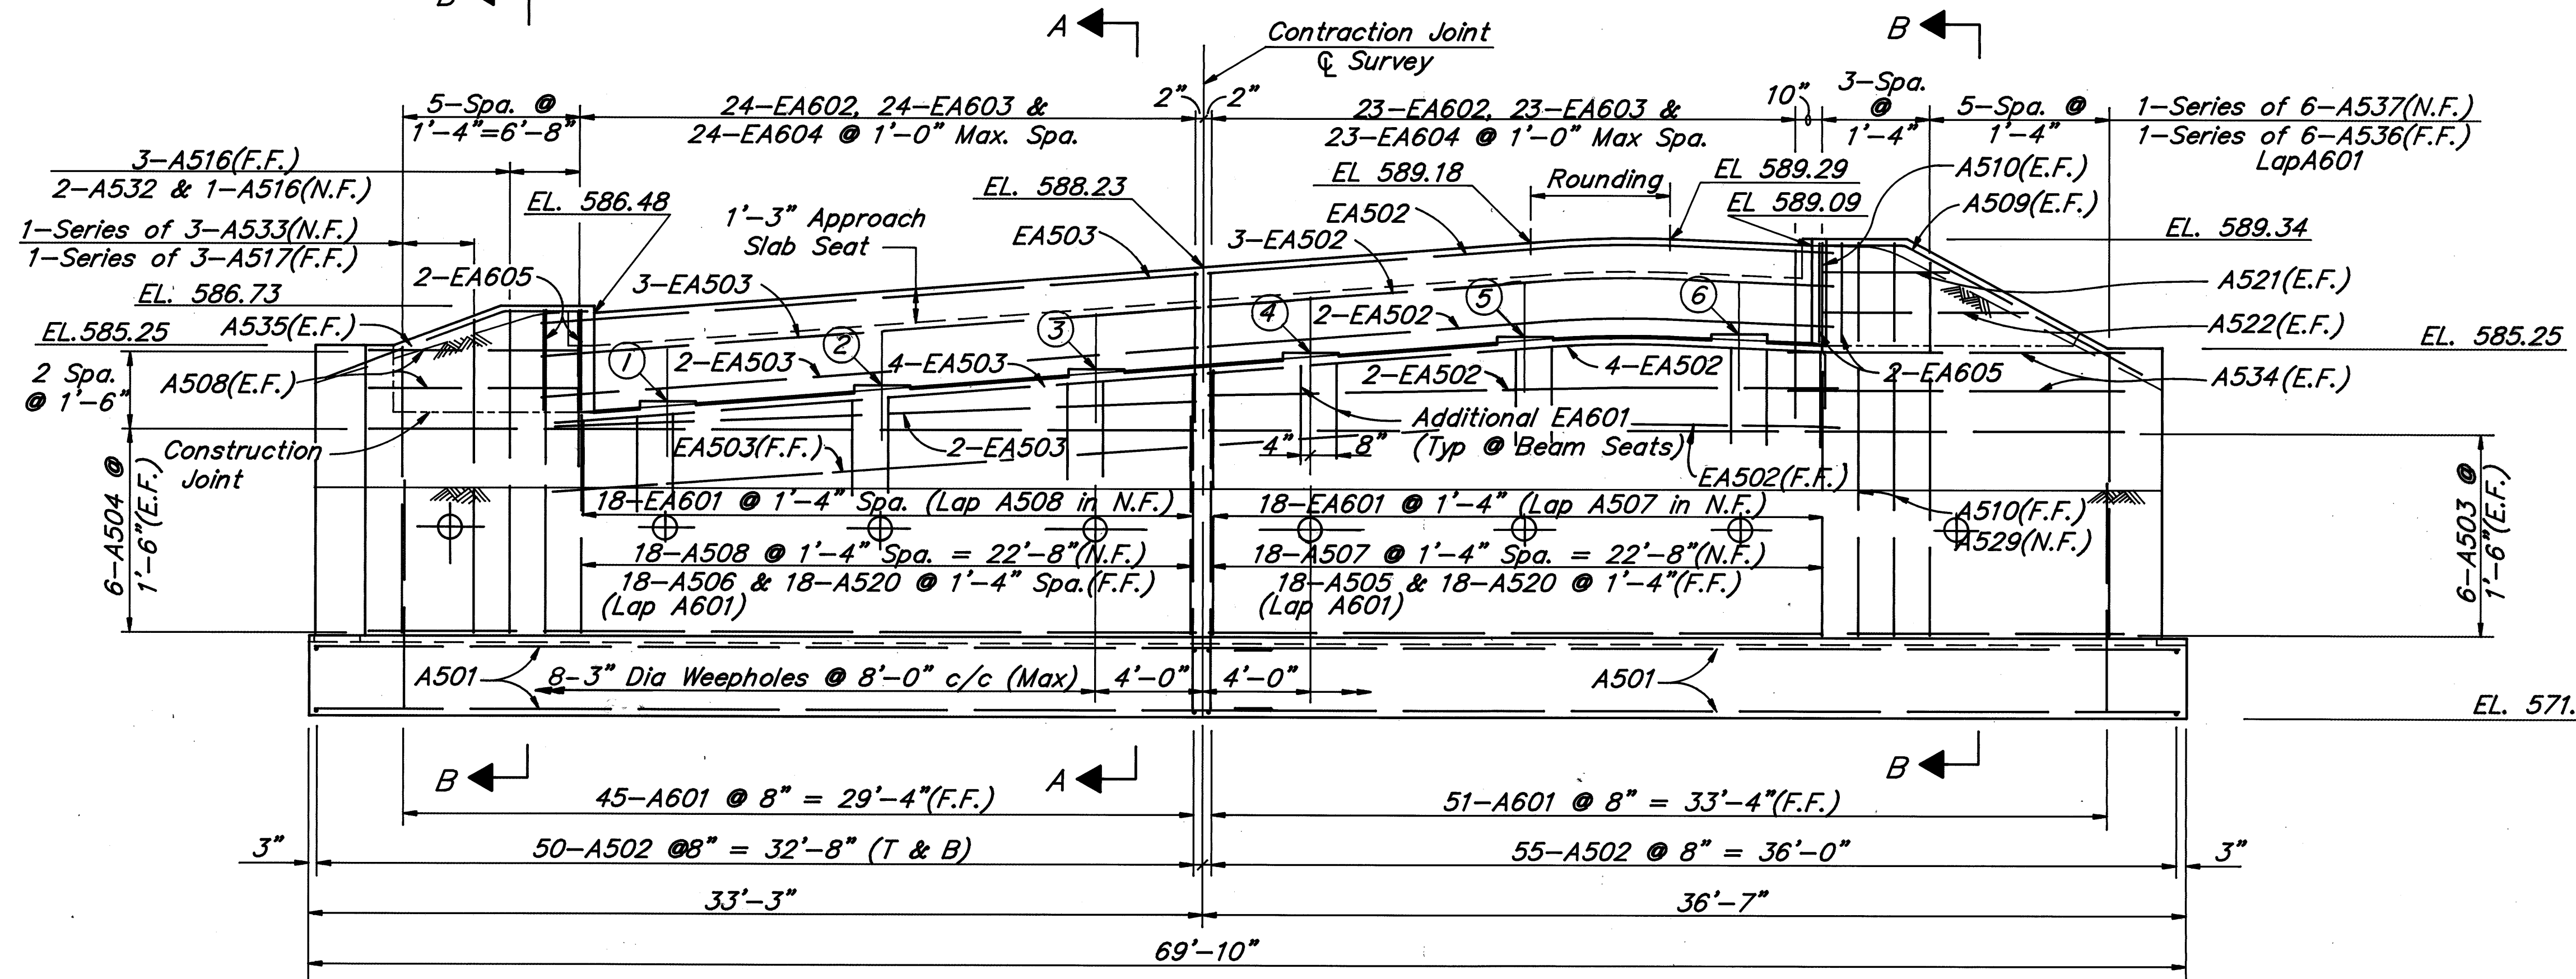 A
Contraction Joint
℄ Survey
B
5-Spa. @
1'-4"=6'-8"
24-EA602, 24-EA603 &
24-EA604 @ 1'-0" Max. Spa.
2"
2"
23-EA602, 23-EA603 &
23-EA604 @ 1'-0" Max Spa.
10"
3-Spa.
@
1'-4"
5-Spa. @
1'-4"
1-Series of 6-A537(N.F.)
1-Series of 6-A536(F.F.)
LapA601
3-A516(F.F.)
2-A532 & 1-A516(N.F.)
1-Series of 3-A533(N.F.)
1-Series of 3-A517(F.F.)
EL. 586.73
EL.585.25
A535(E.F.)
A508(E.F.)
2 Spa.
@ 1'-6"
2-EA605
EL. 586.48
1'-3" Approach
Slab Seat
3-EA503
EA503
EL. 588.23
EL 589.18
Rounding
EL 589.29
EL 589.09
EA502
3-EA502
A510(E.F.)
A509(E.F.)
EL. 589.34
A521(E.F.)
A522(E.F.)
EL. 585.25
A534(E.F.)
1
2
3
4
5
6
2-EA503
4-EA503
2-EA502
2-EA502
4-EA502
2-EA605
Construction
Joint
EA503(F.F.)
2-EA503
Additional EA601
(Typ @ Beam Seats)
4"
8"
EA502(F.F.)
6-A504 @
1'-6"(E.F.)
18-EA601 @ 1'-4" Spa. (Lap A508 in N.F.)
18-EA601 @ 1'-4" (Lap A507 in N.F.)
A510(F.F.)
A529(N.F.)
6-A503 @
1'-6"(E.F.)
18-A508 @ 1'-4" Spa. = 22'-8"(N.F.)
18-A506 & 18-A520 @ 1'-4" Spa.(F.F.)
(Lap A601)
18-A507 @ 1'-4" Spa. = 22'-8"(N.F.)
18-A505 & 18-A520 @ 1'-4"(F.F.)
(Lap A601)
A501
8-3" Dia Weepholes @ 8'-0" c/c (Max)
4'-0"
4'-0"
A501
EL. 571.
B
A
B
45-A601 @ 8" = 29'-4"(F.F.)
51-A601 @ 8" = 33'-4"(F.F.)
3"
50-A502 @8" = 32'-8" (T & B)
55-A502 @ 8" = 36'-0"
3"
33'-3"
36'-7"
69'-10"